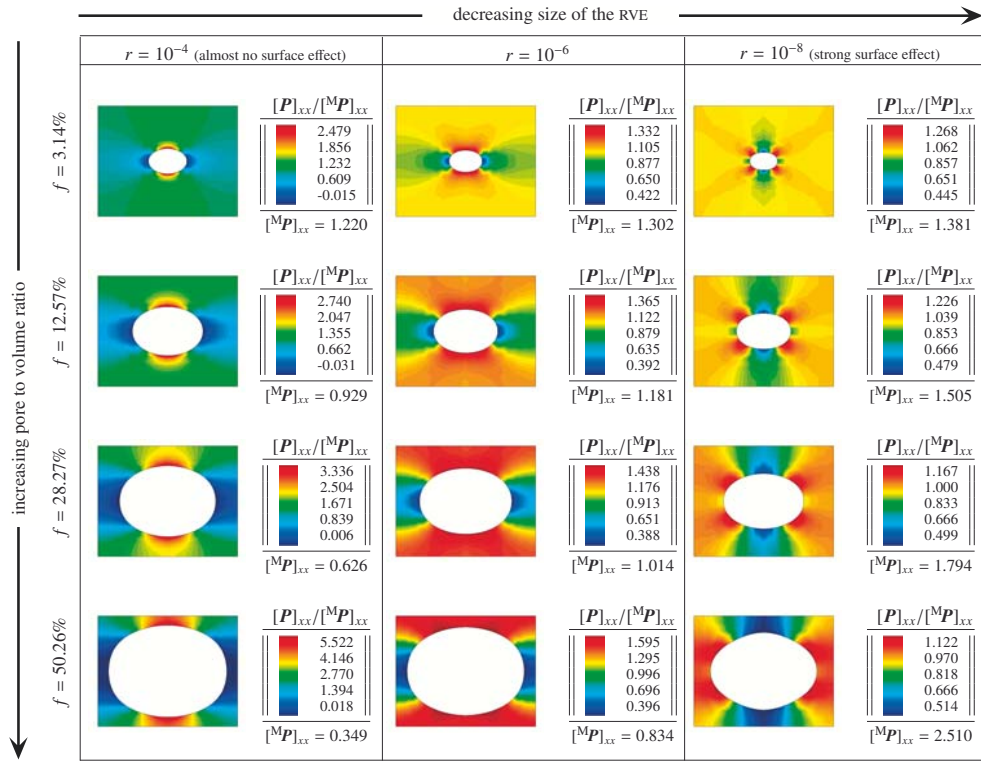 decreasing size of the RVE
increasing pore to volume ratio
r = 10⁻⁴ (almost no surface effect)
r = 10⁻⁶
r = 10⁻⁸ (strong surface effect)
f = 3.14%
[P]xx/[ᴹP]xx
2.479
1.856
1.232
0.609
-0.015
[ᴹP]xx = 1.220
[P]xx/[ᴹP]xx
1.332
1.105
0.877
0.650
0.422
[ᴹP]xx = 1.302
[P]xx/[ᴹP]xx
1.268
1.062
0.857
0.651
0.445
[ᴹP]xx = 1.381
f = 12.57%
[P]xx/[ᴹP]xx
2.740
2.047
1.355
0.662
-0.031
[ᴹP]xx = 0.929
[P]xx/[ᴹP]xx
1.365
1.122
0.879
0.635
0.392
[ᴹP]xx = 1.181
[P]xx/[ᴹP]xx
1.226
1.039
0.853
0.666
0.479
[ᴹP]xx = 1.505
f = 28.27%
[P]xx/[ᴹP]xx
3.336
2.504
1.671
0.839
0.006
[ᴹP]xx = 0.626
[P]xx/[ᴹP]xx
1.438
1.176
0.913
0.651
0.388
[ᴹP]xx = 1.014
[P]xx/[ᴹP]xx
1.167
1.000
0.833
0.666
0.499
[ᴹP]xx = 1.794
f = 50.26%
[P]xx/[ᴹP]xx
5.522
4.146
2.770
1.394
0.018
[ᴹP]xx = 0.349
[P]xx/[ᴹP]xx
1.595
1.295
0.996
0.696
0.396
[ᴹP]xx = 0.834
[P]xx/[ᴹP]xx
1.122
0.970
0.818
0.666
0.514
[ᴹP]xx = 2.510